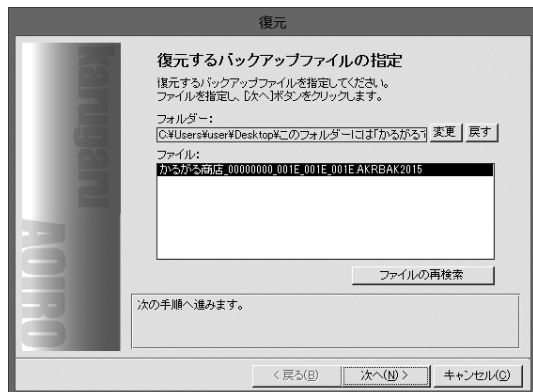 復元
復元するバックアップファイルの指定
復元するバックアップファイルを指定してください。
ファイルを指定し、[次へ]ボタンをクリックします。
フォルダー:
C:¥Users¥user¥Desktop¥このフォルダーには「かるがるT
変更
戻す
ファイル:
かるがる商店_00000000_001E_001E_001E.AKRBAK2015
ファイルの再検索
次の手順へ進みます。
< 戻る(B)
次へ(N) >
キャンセル(C)
karugaru
AOIRO